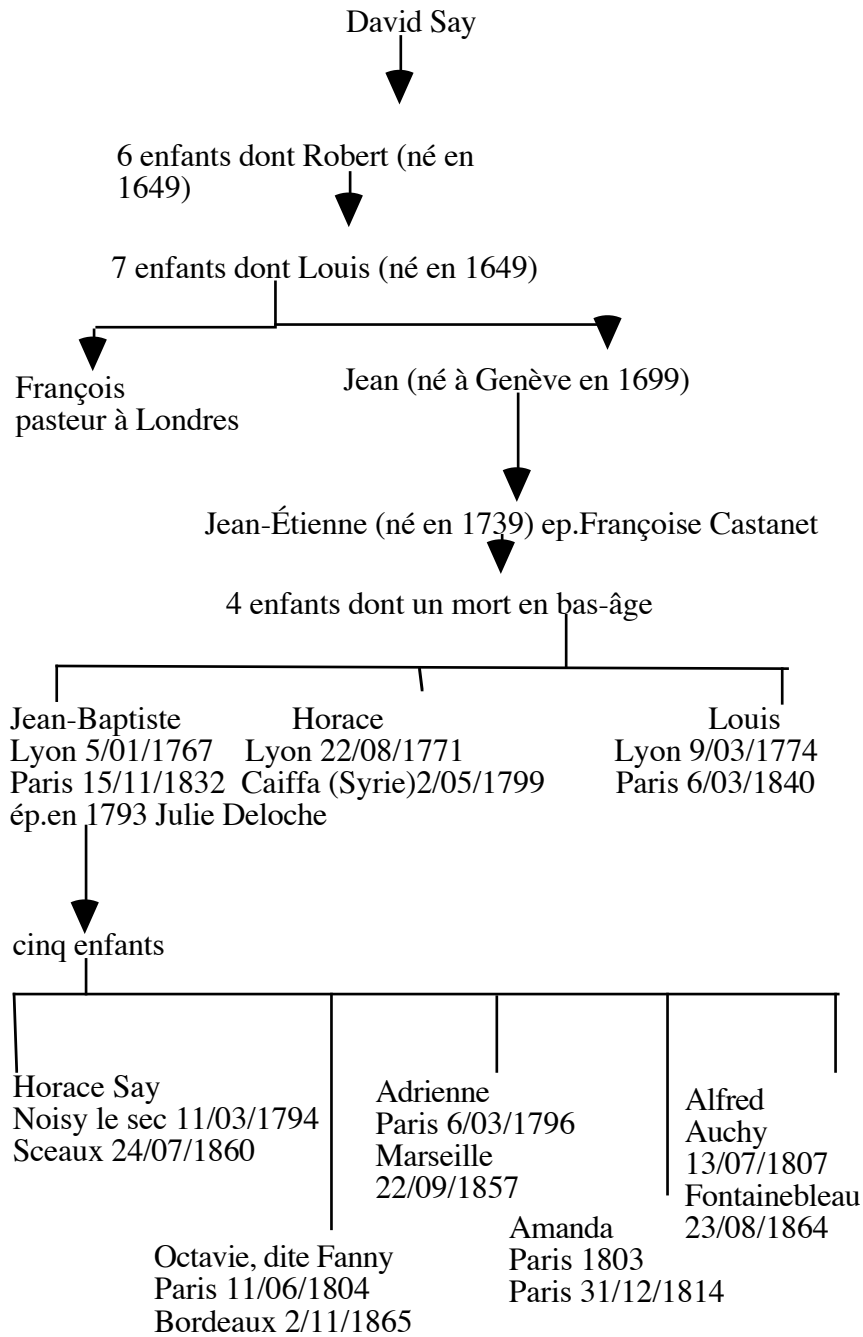 David Say
6 enfants dont Robert (né en
1649)
7 enfants dont Louis (né en 1649)
François
pasteur à Londres
Jean (né à Genève en 1699)
Jean-Étienne (né en 1739) ep.Françoise Castanet
4 enfants dont un mort en bas-âge
Jean-Baptiste
Lyon 5/01/1767
Paris 15/11/1832
ép.en 1793 Julie Deloche
Horace
Lyon 22/08/1771
Caiffa (Syrie)2/05/1799
Louis
Lyon 9/03/1774
Paris 6/03/1840
cinq enfants
Horace Say
Noisy le sec 11/03/1794
Sceaux 24/07/1860
Octavie, dite Fanny
Paris 11/06/1804
Bordeaux 2/11/1865
Adrienne
Paris 6/03/1796
Marseille
22/09/1857
Amanda
Paris 1803
Paris 31/12/1814
Alfred
Auchy
13/07/1807
Fontainebleau
23/08/1864